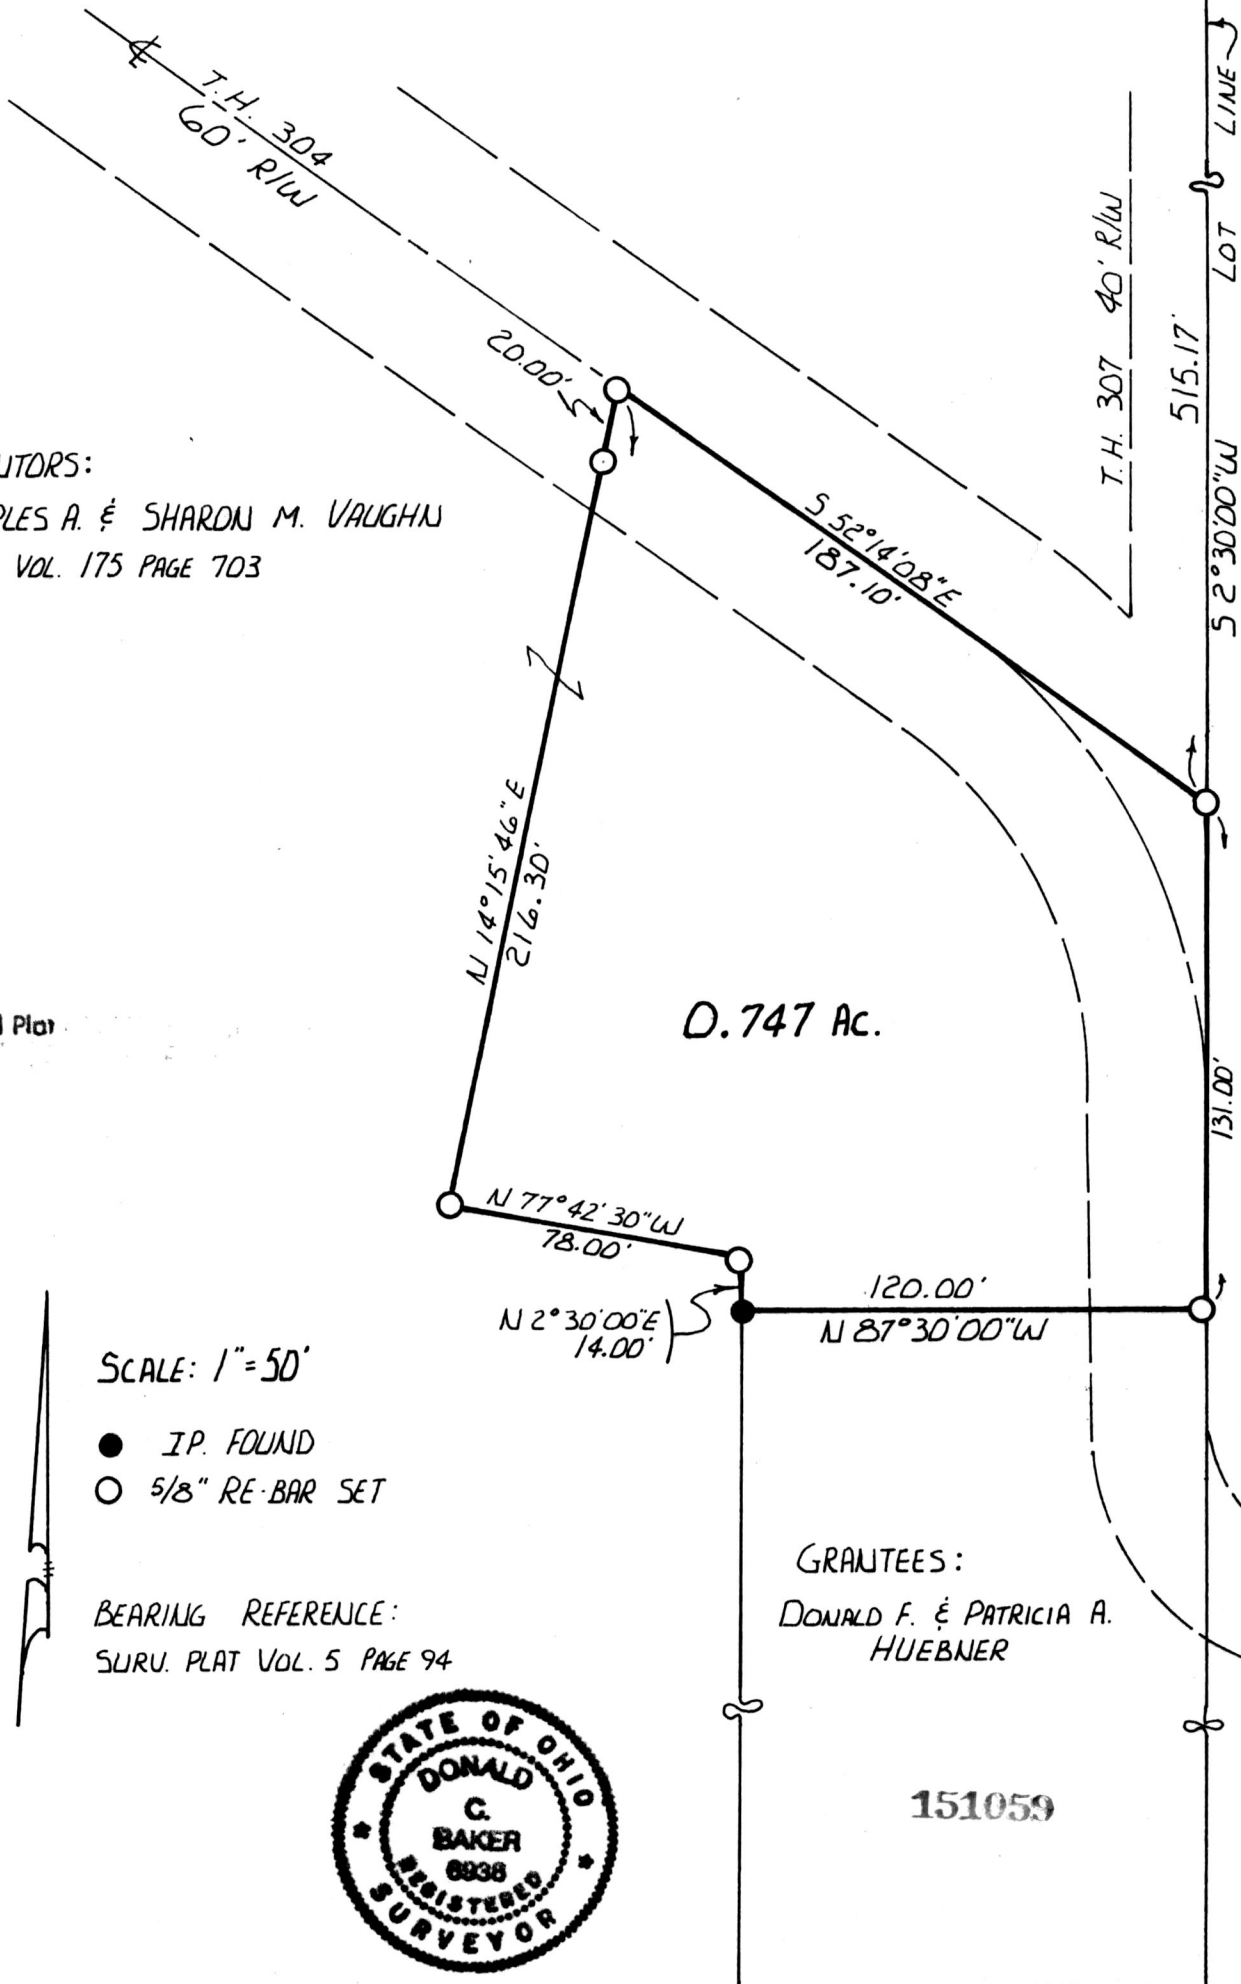 T.H. 304
60' R/W
LINE
LOT
T.H. 307 40' R/W
515.17'
S 2°30'00"W
20.00'
UTORS:
PLES A. & SHARON M. VAUGHN
VOL. 175 PAGE 703
S 52°14'08"E
187.10'
N 14°15'46"E
216.30'
Plat
0.747 AC.
131.00'
N 77°42'30"W
78.00'
N 2°30'00"E
14.00'
120.00'
N 87°30'00"W
SCALE: 1"=50'
I.P. FOUND
5/8" RE-BAR SET
BEARING REFERENCE:
SURV. PLAT VOL. 5 PAGE 94
GRANTEES:
DONALD F. & PATRICIA A.
HUEBNER
STATE OF OHIO
DONALD
C.
BAKER
6938
REGISTERED
SURVEYOR
151059